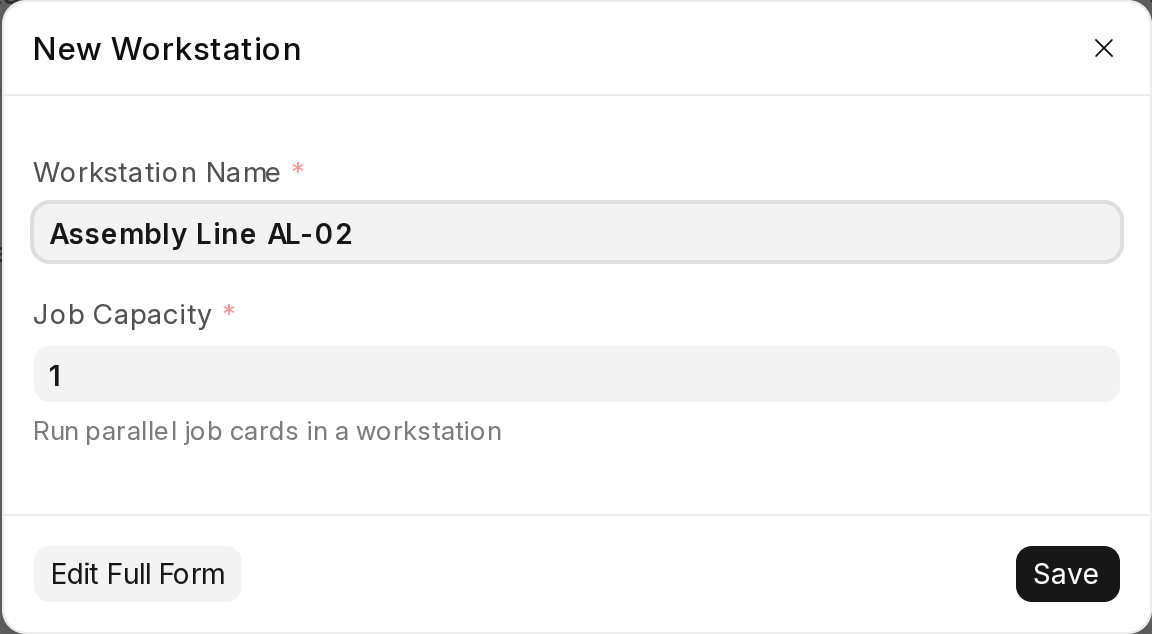 New Workstation
Workstation Name *
Assembly Line AL-02
Job Capacity *
1
Run parallel job cards in a workstation
Edit Full Form
Save